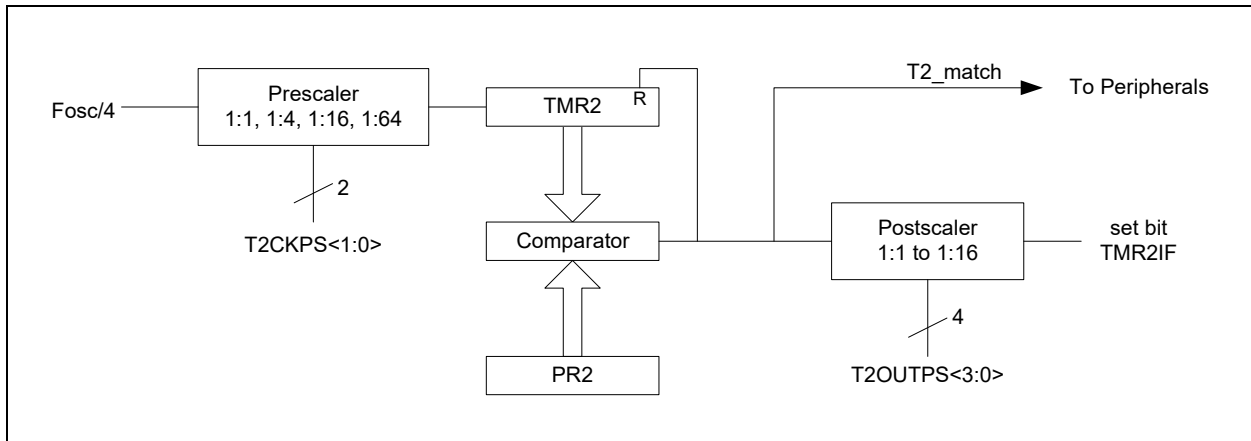 T2_match
To Peripherals
Fosc/4
Prescaler
1:1, 1:4, 1:16, 1:64
TMR2
R
2
T2CKPS<1:0>
Comparator
Postscaler
1:1 to 1:16
set bit
TMR2IF
4
PR2
T2OUTPS<3:0>